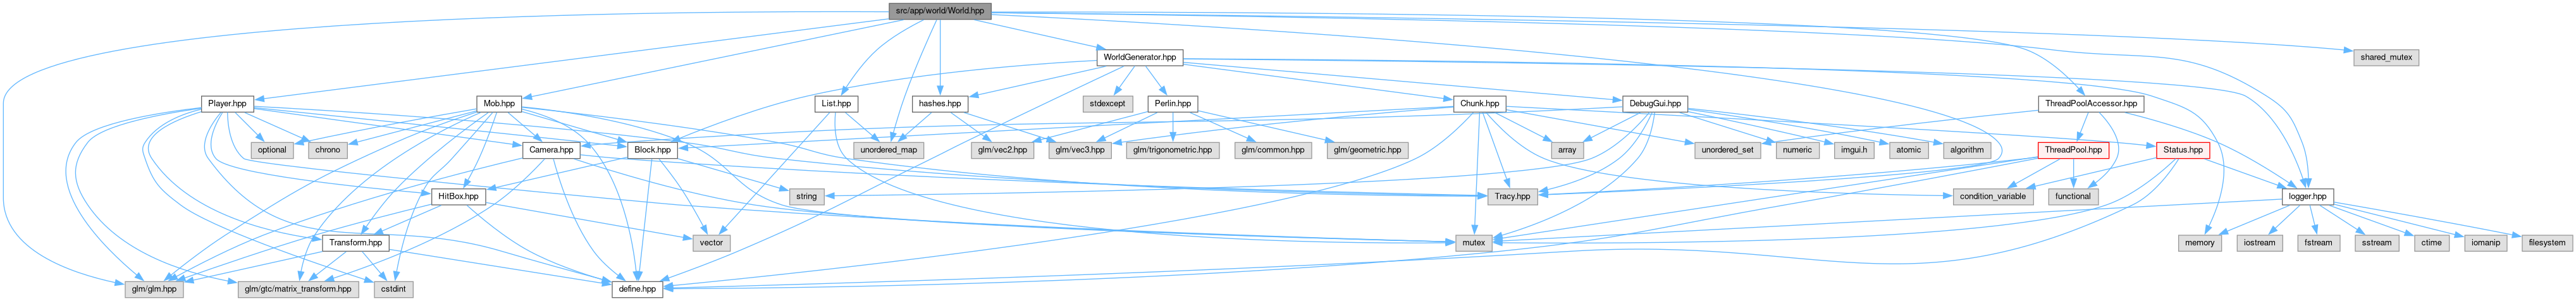 src/app/world/World.hpp
WorldGenerator.hpp
shared_mutex
Player.hpp
Mob.hpp
List.hpp
hashes.hpp
stdexcept
Perlin.hpp
Chunk.hpp
DebugGui.hpp
ThreadPoolAccessor.hpp
optional
chrono
Camera.hpp
Block.hpp
unordered_map
glm/vec2.hpp
glm/vec3.hpp
glm/trigonometric.hpp
glm/common.hpp
glm/geometric.hpp
array
unordered_set
numeric
imgui.h
atomic
algorithm
ThreadPool.hpp
Status.hpp
HitBox.hpp
string
Tracy.hpp
condition_variable
functional
logger.hpp
Transform.hpp
vector
mutex
memory
iostream
fstream
sstream
ctime
iomanip
filesystem
glm/glm.hpp
glm/gtc/matrix_transform.hpp
cstdint
define.hpp